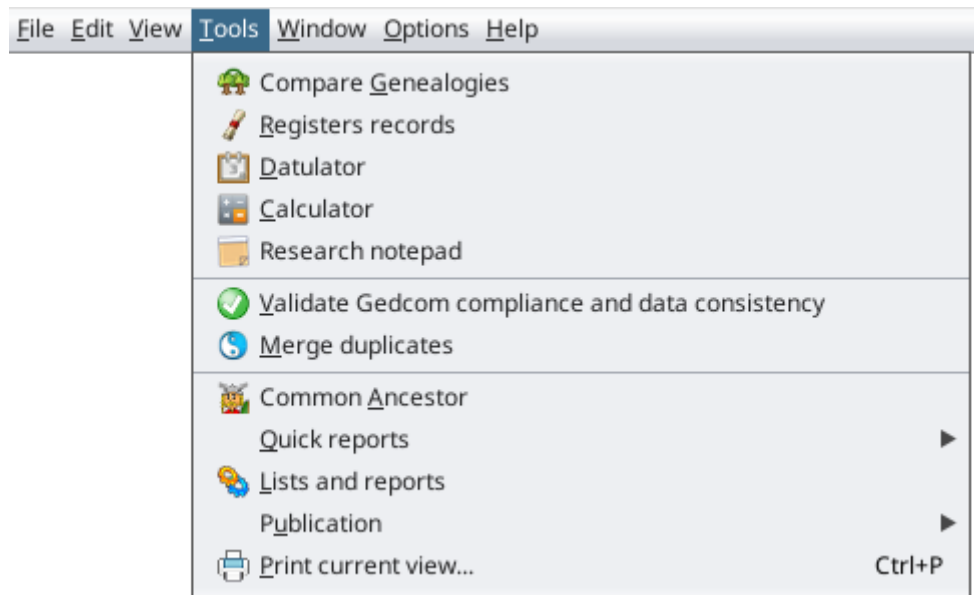 File Edit View Tools Window Options Help
Compare Genealogies
Registers records
Datulator
Calculator
Research notepad
Validate Gedcom compliance and data consistency
Merge duplicates
Common Ancestor
Quick reports
Lists and reports
Publication
Print current view... Ctrl+P